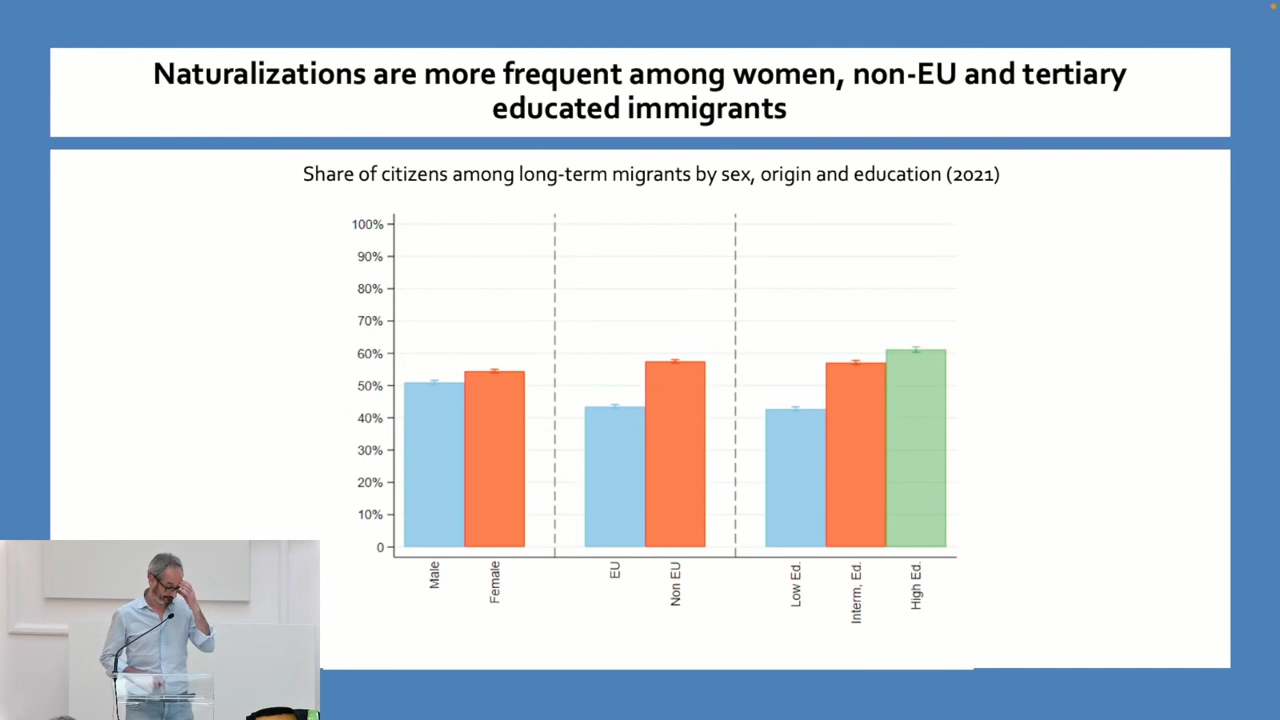 Naturalizations are more frequent among women, non-EU and tertiary
educated immigrants
Share of citizens among long-term migrants by sex, origin and education (2021)
100%
90%
80%
70%
60%
50%
40%
30%
20%
10%
0
Male
Female
EU
Non EU
Low Ed.
Interm. Ed.
High Ed.